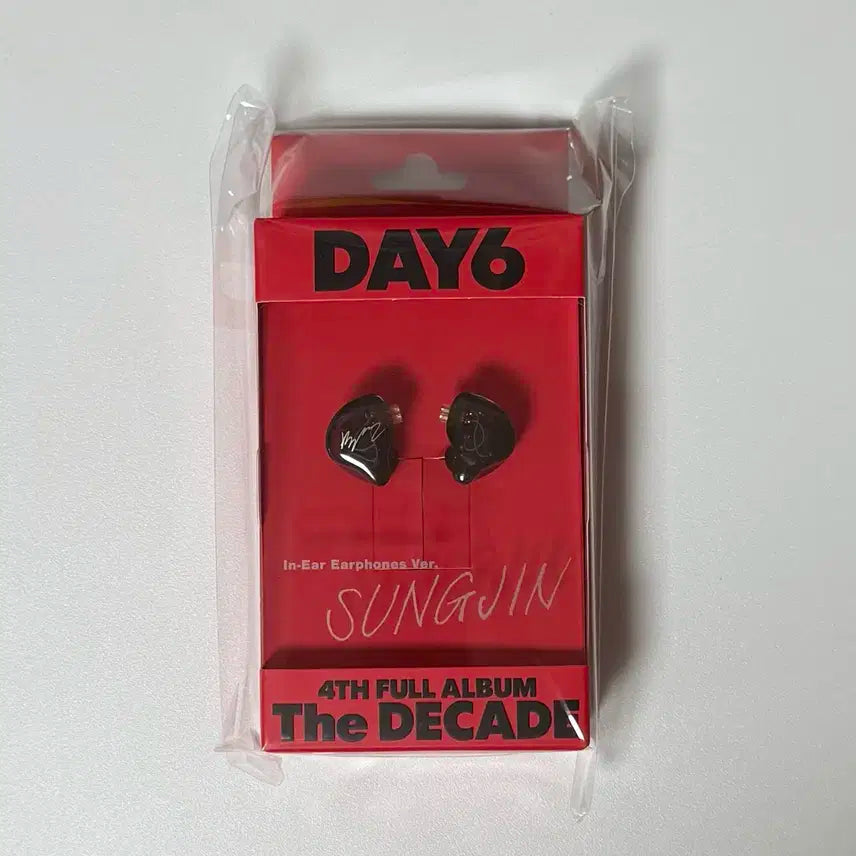 DAY6
In-Ear Earphones Ver.
SUNGJIN
4TH FULL ALBUM
The DECADE